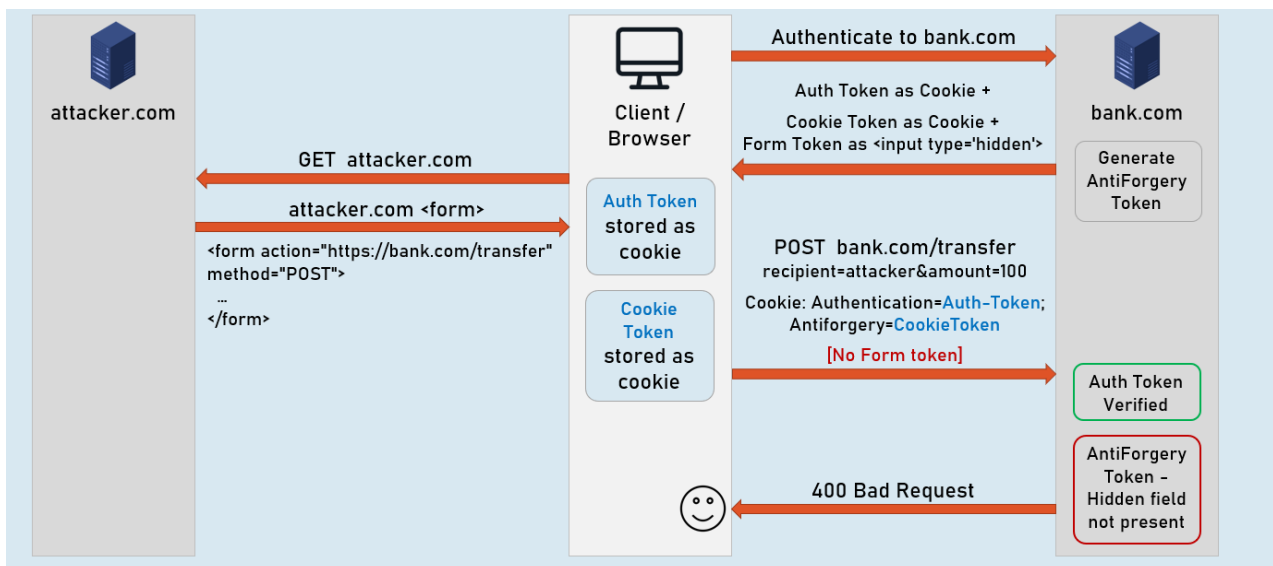 attacker.com
Client /
Browser
bank.com
Authenticate to bank.com
Auth Token as Cookie +
Cookie Token as Cookie +
Form Token as <input type='hidden'>
Generate
AntiForgery
Token
GET attacker.com
attacker.com <form>
<form action="https://bank.com/transfer"
method="POST">
...
</form>
Auth Token
stored as
cookie
Cookie
Token
stored as
cookie
POST bank.com/transfer
recipient=attacker&amount=100
Cookie: Authentication=Auth-Token;
Antiforgery=CookieToken
[No Form token]
Auth Token
Verified
AntiForgery
Token -
Hidden field
not present
400 Bad Request